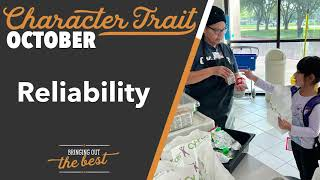 Character Trait
OCTOBER
Reliability
BRINGING OUT
the best